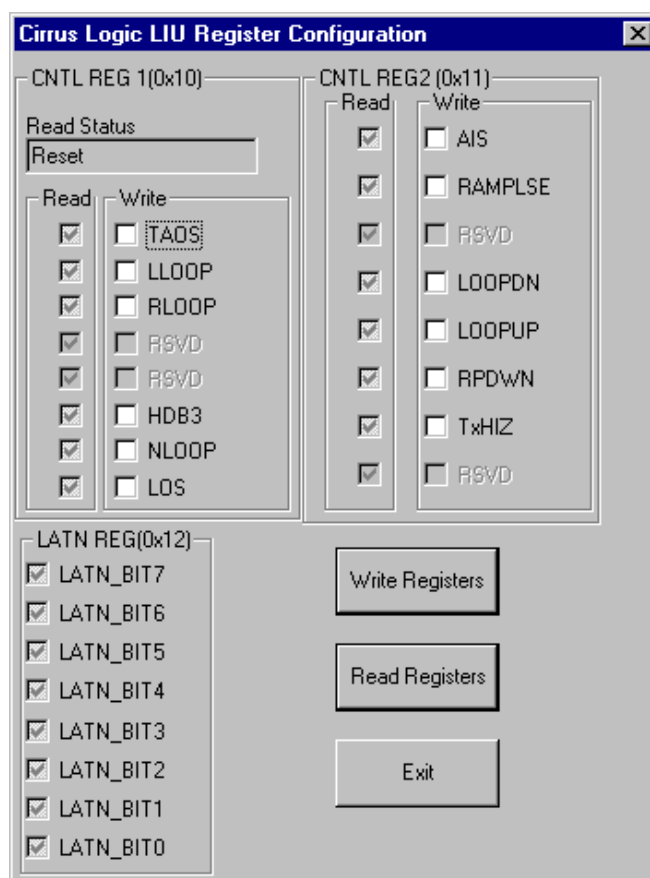 Cirrus Logic LIU Register Configuration
CNTL REG 1(0x10)
Read Status
Reset
Read Write
TAOS
LLOOP
RLOOP
RSVD
RSVD
HDB3
NLOOP
LOS
CNTL REG2 (0x11)
Read Write
AIS
RAMPLSE
RSVD
LOOPDN
LOOPUP
RPDWN
TxHIZ
RSVD
LATN REG(0x12)
LATN_BIT7
LATN_BIT6
LATN_BIT5
LATN_BIT4
LATN_BIT3
LATN_BIT2
LATN_BIT1
LATN_BIT0
Write Registers
Read Registers
Exit